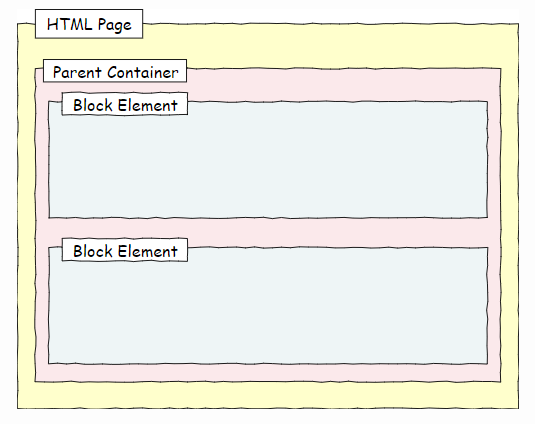 HTML Page
Parent Container
Block Element
Block Element